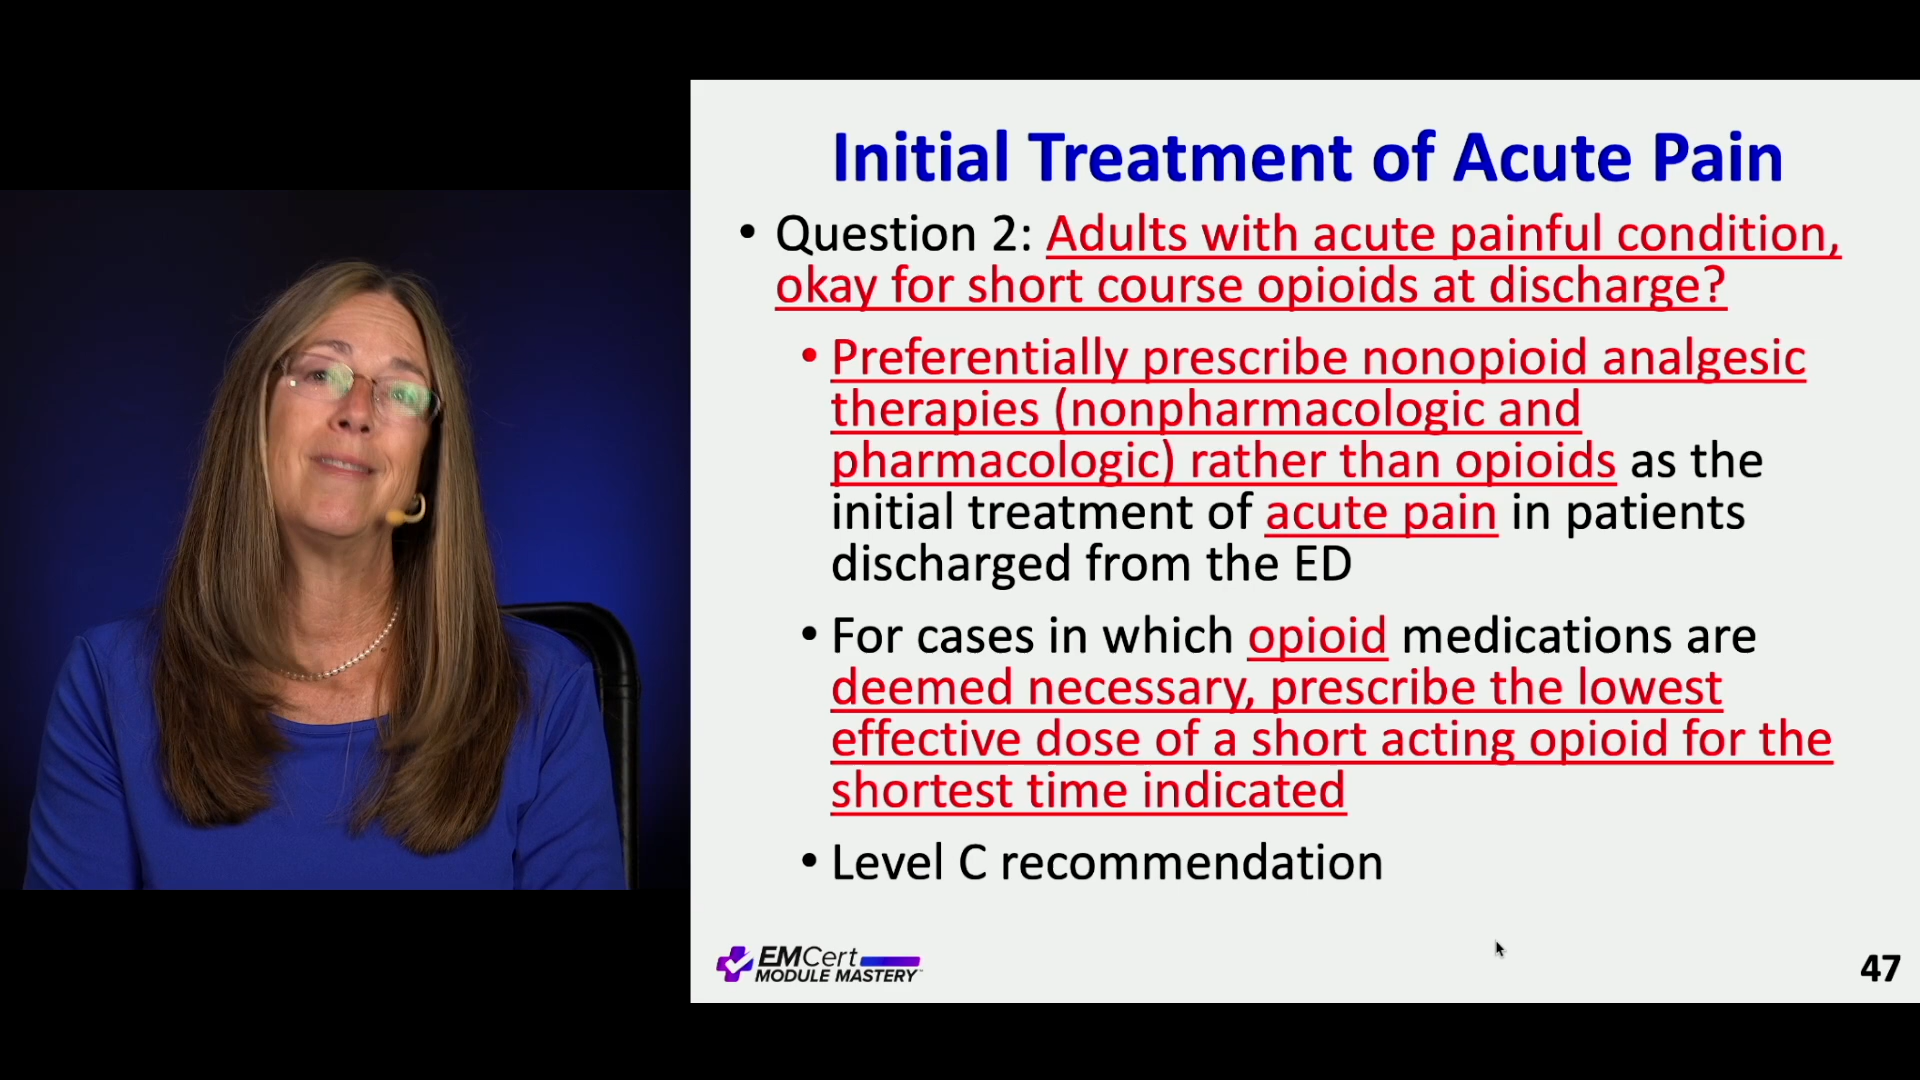 Initial Treatment of Acute Pain
• Question 2: Adults with acute painful condition,
okay for short course opioids at discharge?
• Preferentially prescribe nonopioid analgesic
therapies (nonpharmacologic and
pharmacologic) rather than opioids as the
initial treatment of acute pain in patients
discharged from the ED
• For cases in which opioid medications are
deemed necessary, prescribe the lowest
effective dose of a short acting opioid for the
shortest time indicated
• Level C recommendation
EMCert
MODULE MASTERY™
47